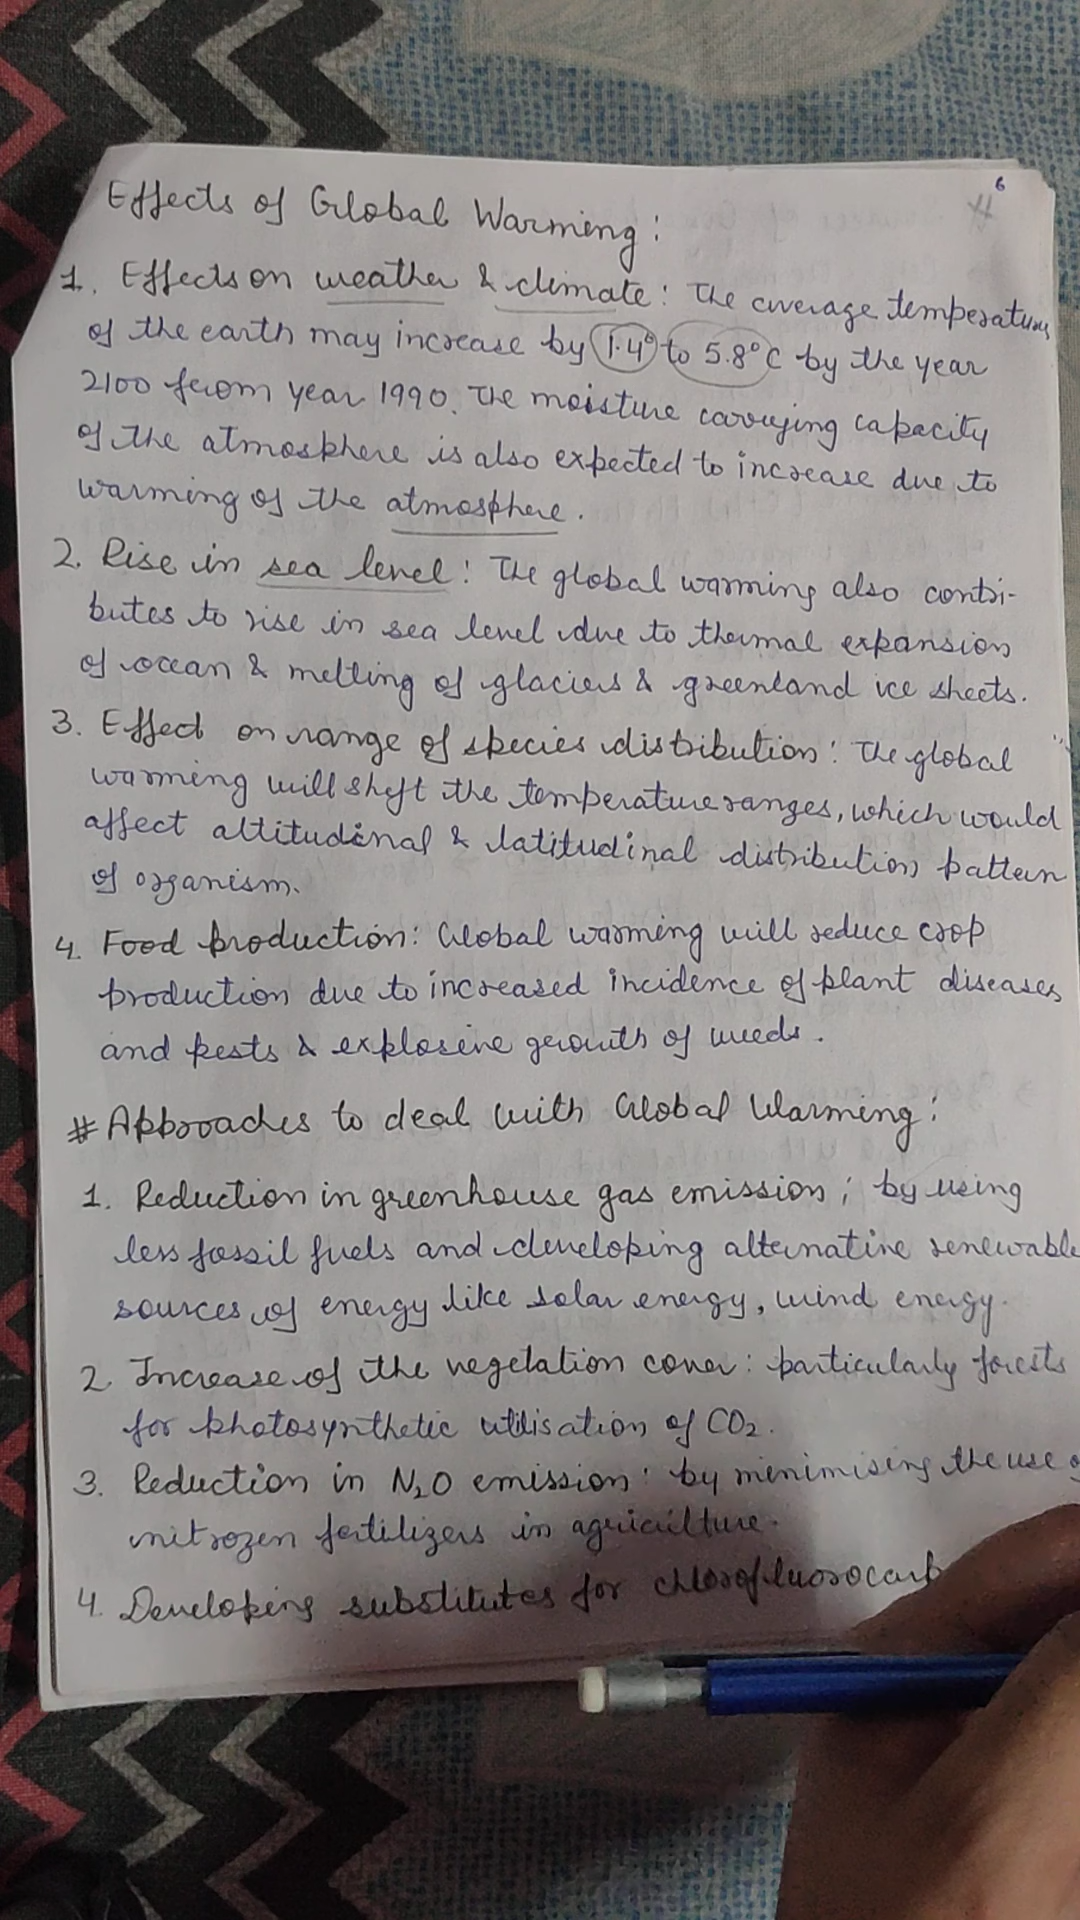 6
#
Effects of Global Warming:
1. Effects on weather & climate: The average temperature
of the earth may increase by 1.4° to 5.8°C by the year
2100 from year 1990. The moisture carrying capacity
of the atmosphere is also expected to increase due to
warming of the atmosphere.
2. Rise in sea level: The global warming also contri-
butes to rise in sea level due to thermal expansion
of ocean & melting of glaciers & greenland ice sheets.
3. Effect on range of species distribution: The global
warming will shift the temperature ranges, which would
affect altitudinal & latitudinal distribution pattern
of organism.
4. Food production: Global warming will reduce crop
production due to increased incidence of plant diseases
and pests & explosive growth of weeds.
# Approaches to deal with Global Warming:
1. Reduction in greenhouse gas emission; by using
less fossil fuels and developing alternative renewable
sources of energy like solar energy, wind energy.
2. Increase of the vegetation cover: particularly forests
for photosynthetic utilisation of CO2.
3. Reduction in N2O emission: by minimising the use
nitrozen fertilizers in agriculture.
4. Developing substitutes for chlorofluorocarb